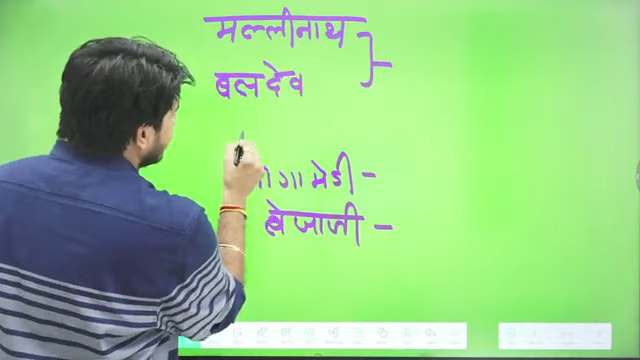 मल्लीनाथ
बलदेव
गामेडी -
जाजी -